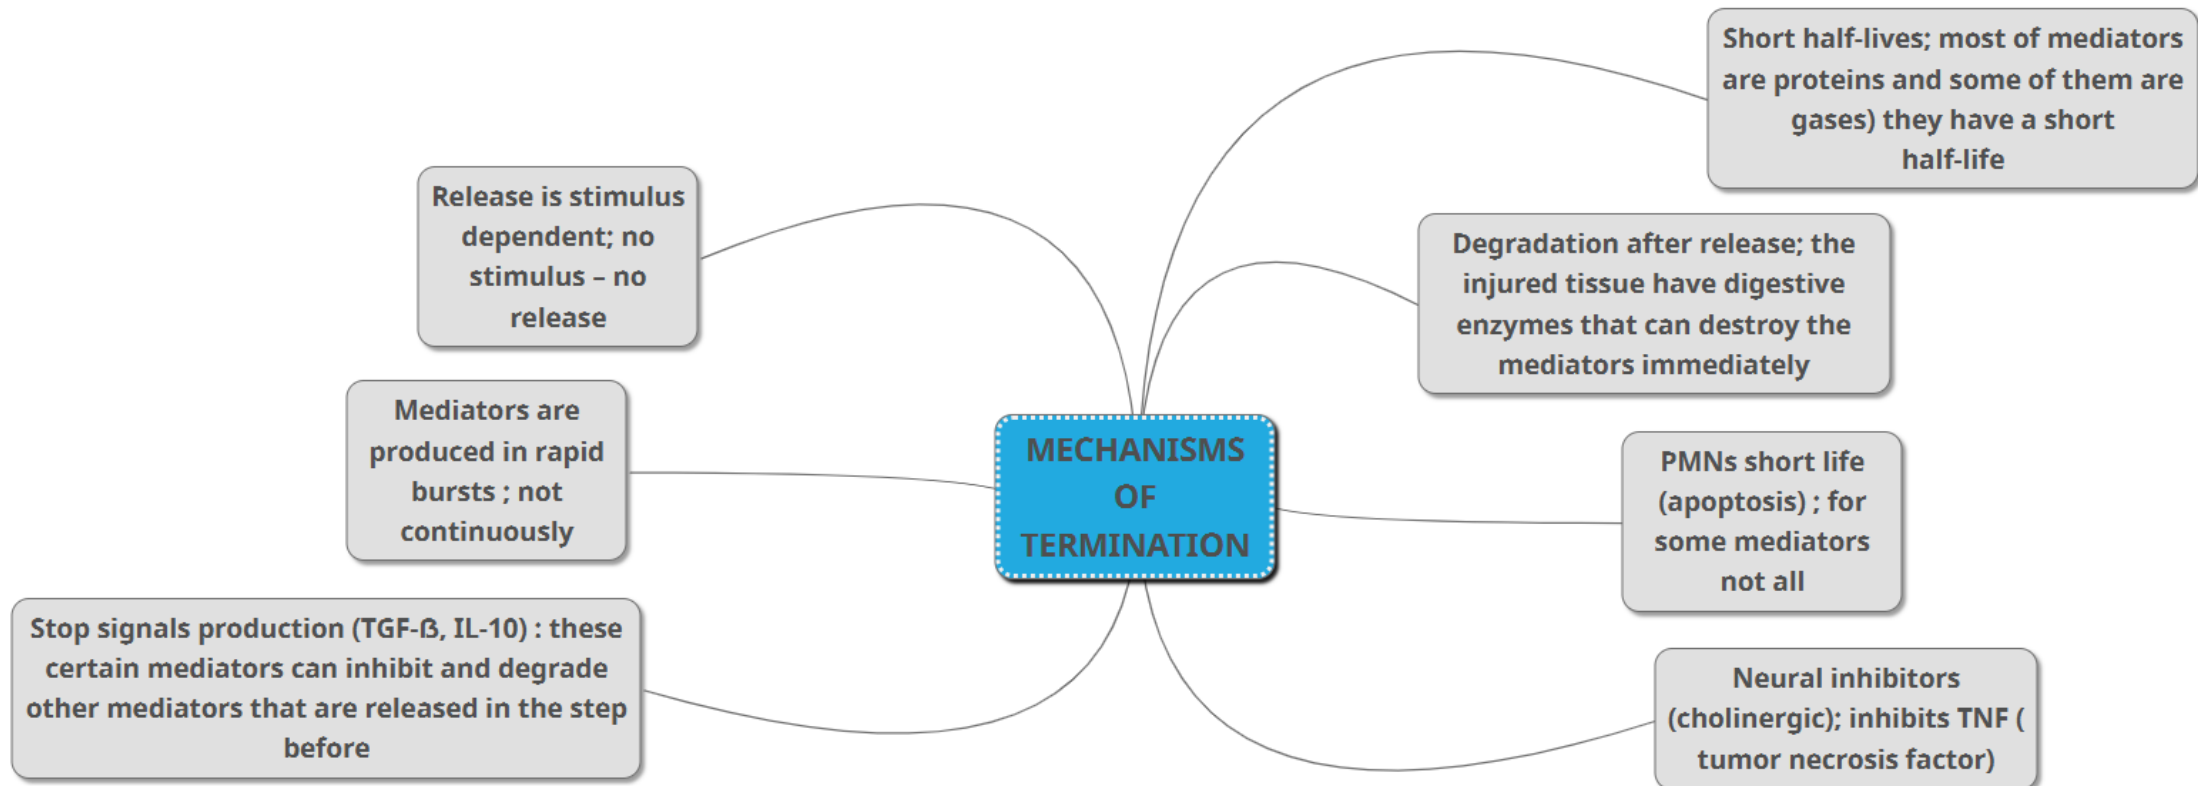 Short half-lives; most of mediators
are proteins and some of them are
gases) they have a short
half-life
Release is stimulus
dependent; no
stimulus – no
release
Degradation after release; the
injured tissue have digestive
enzymes that can destroy the
mediators immediately
Mediators are
produced in rapid
bursts ; not
continuously
MECHANISMS
OF
TERMINATION
PMNs short life
(apoptosis) ; for
some mediators
not all
Stop signals production (TGF-ß, IL-10) : these
certain mediators can inhibit and degrade
other mediators that are released in the step
before
Neural inhibitors
(cholinergic); inhibits TNF (
tumor necrosis factor)